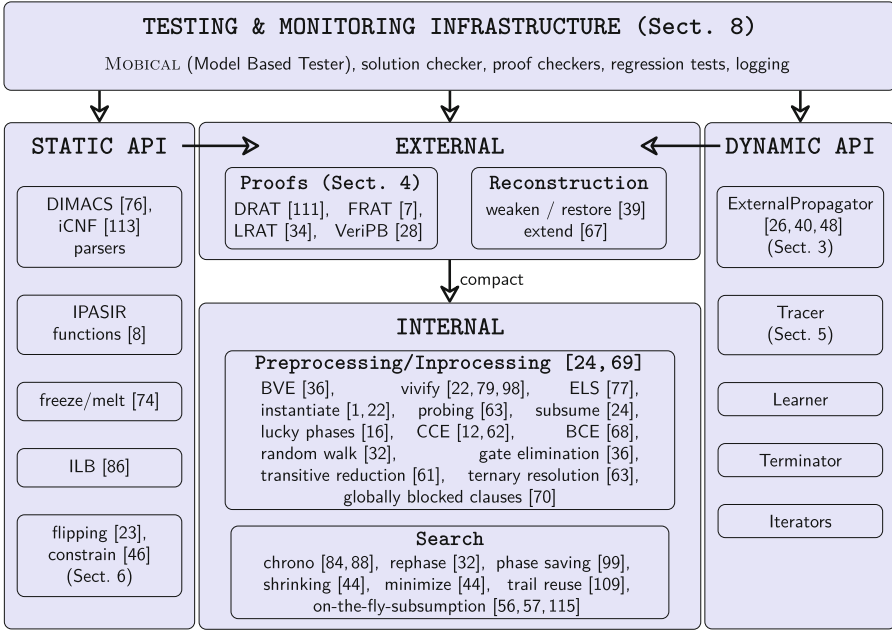 TESTING & MONITORING INFRASTRUCTURE (Sect. 8)
MOBICAL (Model Based Tester), solution checker, proof checkers, regression tests, logging
STATIC API
DIMACS [76],
iCNF [113]
parsers
IPASIR
functions [8]
freeze/melt [74]
ILB [86]
flipping [23],
constrain [46]
(Sect. 6)
EXTERNAL
Proofs (Sect. 4)
DRAT [111], FRAT [7],
LRAT [34], VeriPB [28]
Reconstruction
weaken / restore [39]
extend [67]
compact
INTERNAL
Preprocessing/Inprocessing [24, 69]
BVE [36], vivify [22, 79, 98], ELS [77],
instantiate [1, 22], probing [63], subsume [24],
lucky phases [16], CCE [12, 62], BCE [68],
random walk [32], gate elimination [36],
transitive reduction [61], ternary resolution [63],
globally blocked clauses [70]
Search
chrono [84, 88], rephase [32], phase saving [99],
shrinking [44], minimize [44], trail reuse [109],
on-the-fly-subsumption [56, 57, 115]
DYNAMIC API
ExternalPropagator
[26, 40, 48]
(Sect. 3)
Tracer
(Sect. 5)
Learner
Terminator
Iterators